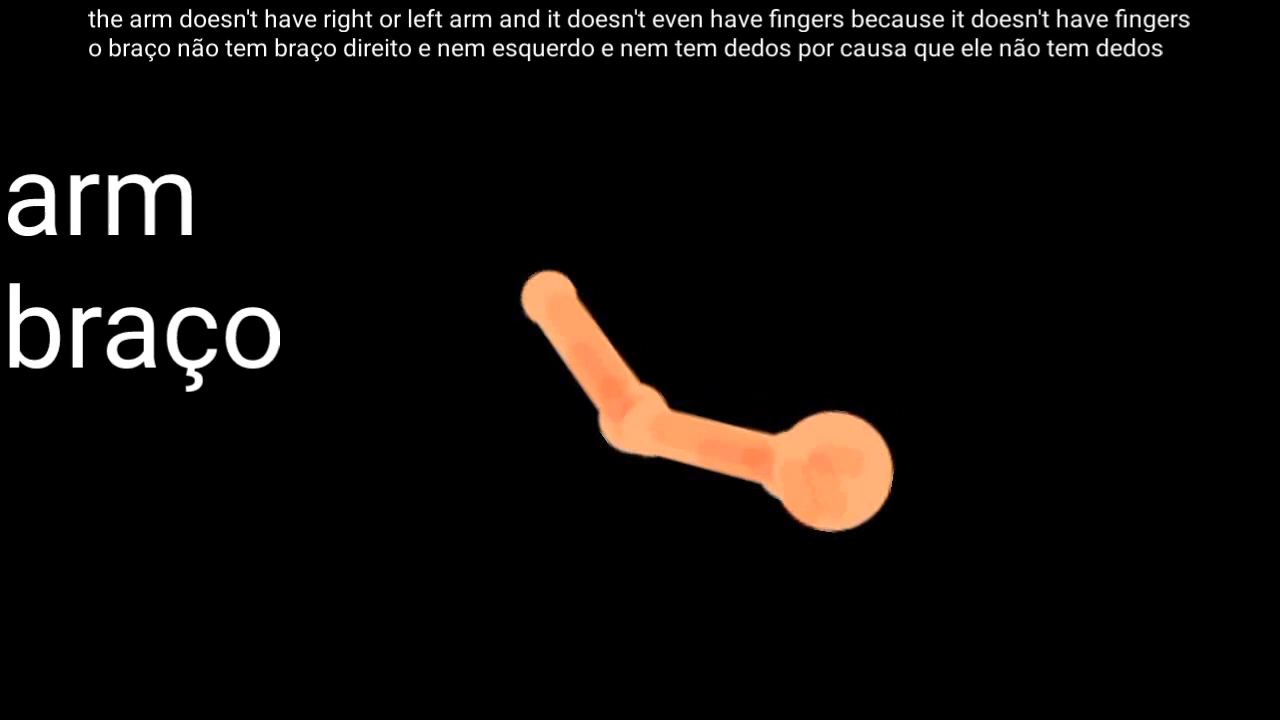 the arm doesn't have right or left arm and it doesn't even have fingers because it doesn't have fingers
o braço não tem braço direito e nem esquerdo e nem tem dedos por causa que ele não tem dedos
arm
braço